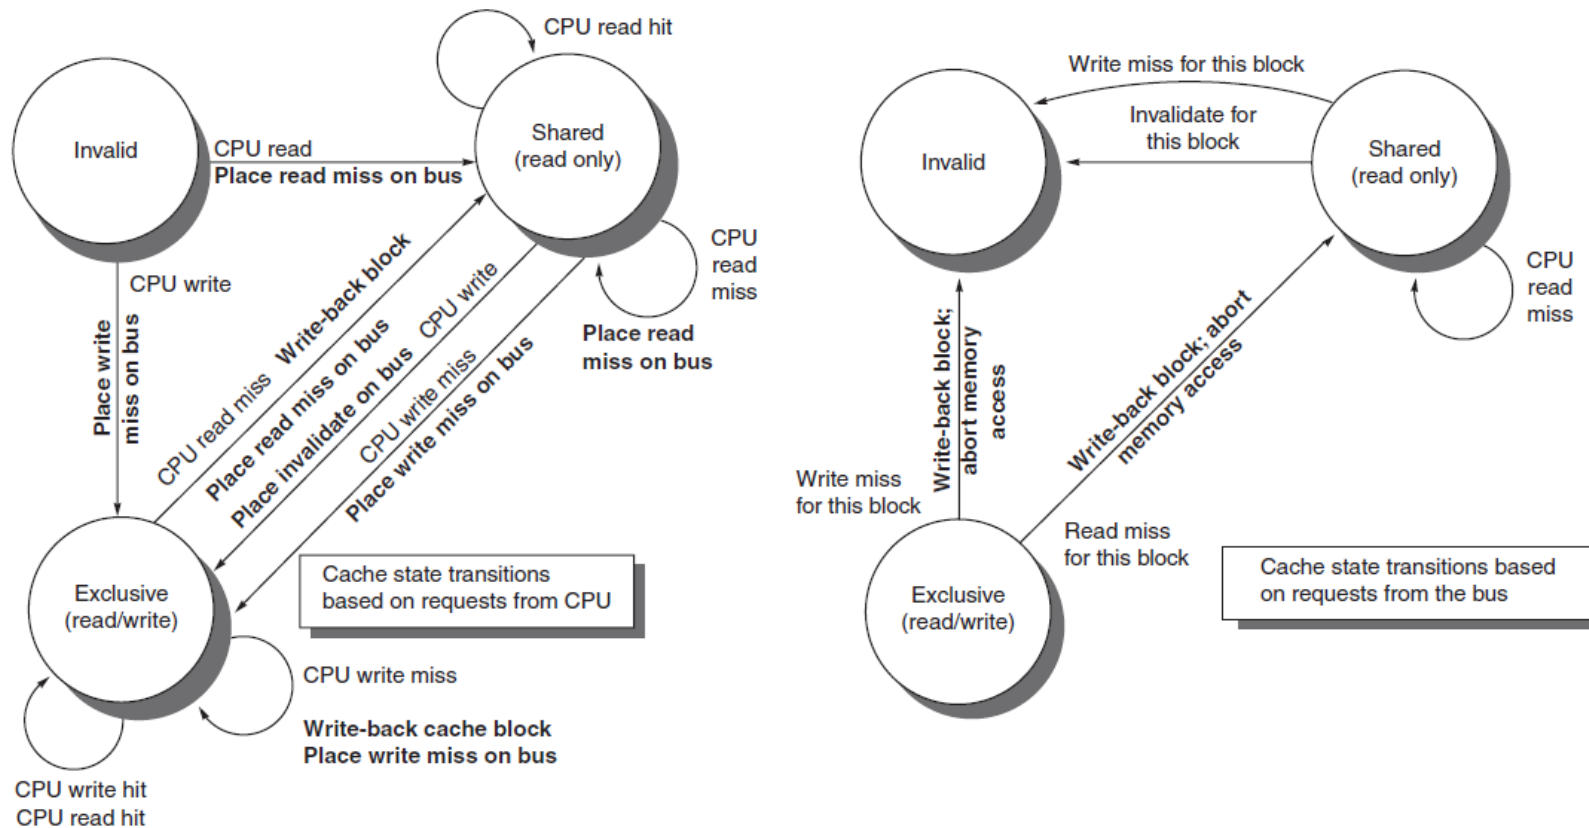 CPU read hit
Invalid
Shared
(read only)
CPU read
Place read miss on bus
CPU write
Place write
miss on bus
CPU read miss
Write-back block
Place read miss on bus
Place invalidate on bus
CPU write
CPU write miss
Place write miss on bus
CPU
read
miss
Place read
miss on bus
Exclusive
(read/write)
Cache state transitions
based on requests from CPU
CPU write miss
Write-back cache block
Place write miss on bus
CPU write hit
CPU read hit
Write miss for this block
Invalidate for
this block
Invalid
Shared
(read only)
CPU
read
miss
Write-back block;
abort memory
access
Write-back block; abort
memory access
Write miss
for this block
Read miss
for this block
Exclusive
(read/write)
Cache state transitions based
on requests from the bus